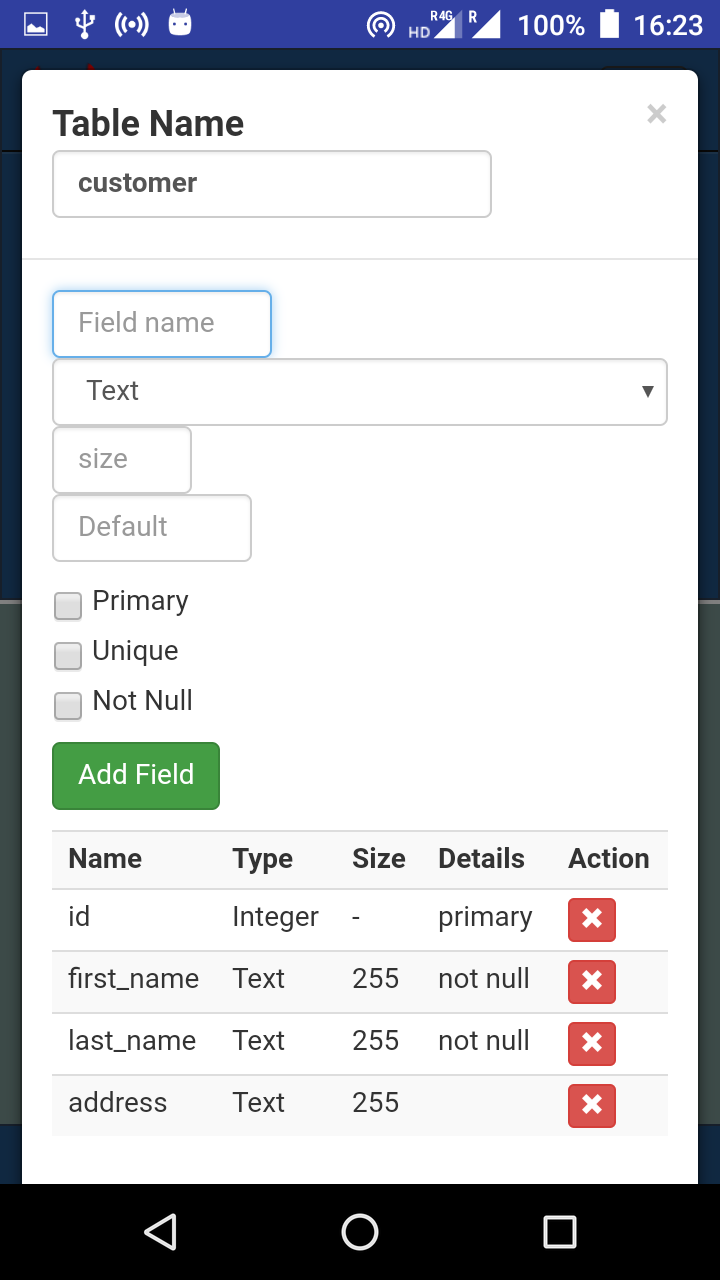 HD R 4G R 100% 16:23
Table Name ×
customer
Field name
Text
size
Default
Primary
Unique
Not Null
Add Field
Name Type Size Details Action
id Integer - primary
first_name Text 255 not null
last_name Text 255 not null
address Text 255